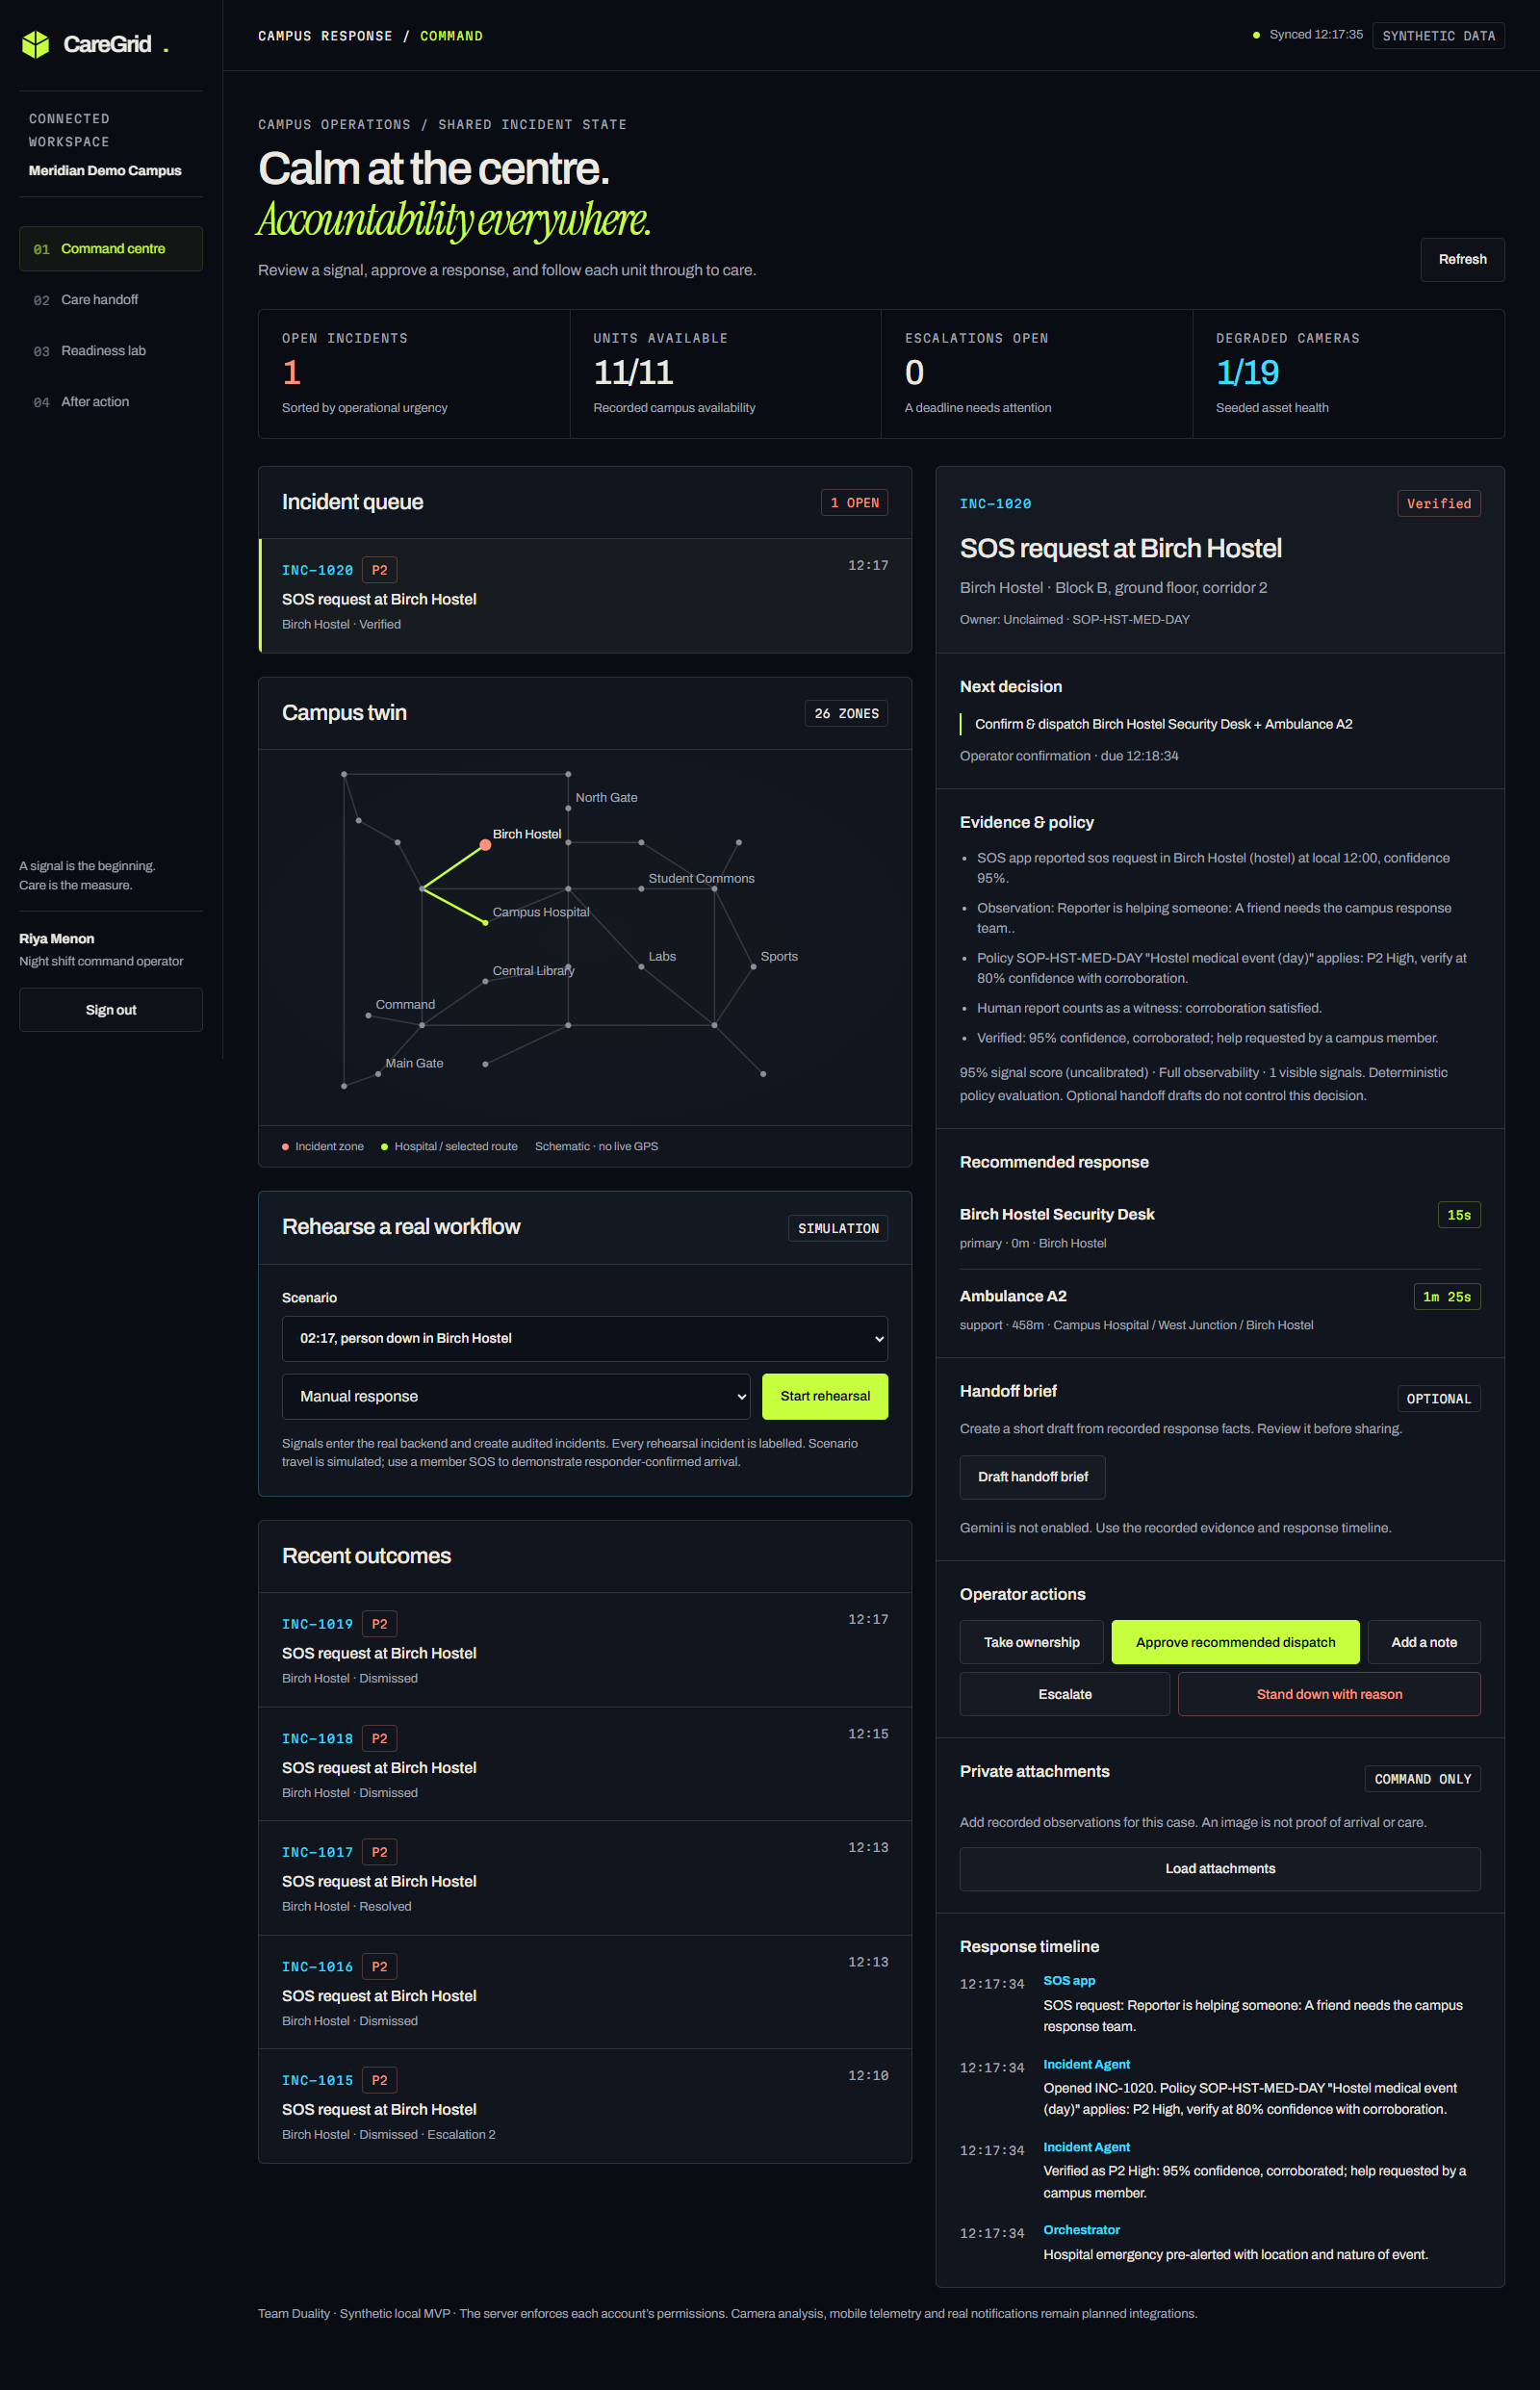 CareGrid .
CONNECTED
WORKSPACE
Meridian Demo Campus
01 Command centre
02 Care handoff
03 Readiness lab
04 After action
A signal is the beginning.
Care is the measure.
Riya Menon
Night shift command operator
Sign out
CAMPUS RESPONSE / COMMAND
Synced 12:17:35
SYNTHETIC DATA
CAMPUS OPERATIONS / SHARED INCIDENT STATE
Calm at the centre.
Accountability everywhere.
Review a signal, approve a response, and follow each unit through to care.
Refresh
OPEN INCIDENTS
1
Sorted by operational urgency
UNITS AVAILABLE
11/11
Recorded campus availability
ESCALATIONS OPEN
0
A deadline needs attention
DEGRADED CAMERAS
1/19
Seeded asset health
Incident queue
1 OPEN
INC-1020 P2 12:17
SOS request at Birch Hostel
Birch Hostel · Verified
Campus twin
26 ZONES
North Gate
Birch Hostel
Student Commons
Campus Hospital
Labs
Sports
Central Library
Command
Main Gate
Incident zone
Hospital / selected route
Schematic · no live GPS
Rehearse a real workflow
SIMULATION
Scenario
02:17, person down in Birch Hostel
Manual response
Start rehearsal
Signals enter the real backend and create audited incidents. Every rehearsal incident is labelled. Scenario
travel is simulated; use a member SOS to demonstrate responder-confirmed arrival.
Recent outcomes
INC-1019 P2 12:17
SOS request at Birch Hostel
Birch Hostel · Dismissed
INC-1018 P2 12:15
SOS request at Birch Hostel
Birch Hostel · Dismissed
INC-1017 P2 12:13
SOS request at Birch Hostel
Birch Hostel · Resolved
INC-1016 P2 12:13
SOS request at Birch Hostel
Birch Hostel · Dismissed
INC-1015 P2 12:10
SOS request at Birch Hostel
Birch Hostel · Dismissed · Escalation 2
INC-1020
Verified
SOS request at Birch Hostel
Birch Hostel · Block B, ground floor, corridor 2
Owner: Unclaimed · SOP-HST-MED-DAY
Next decision
Confirm & dispatch Birch Hostel Security Desk + Ambulance A2
Operator confirmation · due 12:18:34
Evidence & policy
• SOS app reported sos request in Birch Hostel (hostel) at local 12:00, confidence
95%.
• Observation: Reporter is helping someone: A friend needs the campus response
team..
• Policy SOP-HST-MED-DAY "Hostel medical event (day)" applies: P2 High, verify at
80% confidence with corroboration.
• Human report counts as a witness: corroboration satisfied.
• Verified: 95% confidence, corroborated; help requested by a campus member.
95% signal score (uncalibrated) · Full observability · 1 visible signals. Deterministic
policy evaluation. Optional handoff drafts do not control this decision.
Recommended response
Birch Hostel Security Desk
15s
primary · 0m · Birch Hostel
Ambulance A2
1m 25s
support · 458m · Campus Hospital / West Junction / Birch Hostel
Handoff brief
OPTIONAL
Create a short draft from recorded response facts. Review it before sharing.
Draft handoff brief
Gemini is not enabled. Use the recorded evidence and response timeline.
Operator actions
Take ownership
Approve recommended dispatch
Add a note
Escalate
Stand down with reason
Private attachments
COMMAND ONLY
Add recorded observations for this case. An image is not proof of arrival or care.
Load attachments
Response timeline
12:17:34 SOS app
SOS request: Reporter is helping someone: A friend needs the campus
response team.
12:17:34 Incident Agent
Opened INC-1020. Policy SOP-HST-MED-DAY "Hostel medical event
(day)" applies: P2 High, verify at 80% confidence with corroboration.
12:17:34 Incident Agent
Verified as P2 High: 95% confidence, corroborated; help requested by a
campus member.
12:17:34 Orchestrator
Hospital emergency pre-alerted with location and nature of event.
Team Duality · Synthetic local MVP · The server enforces each account's permissions. Camera analysis, mobile telemetry and real notifications remain planned integrations.